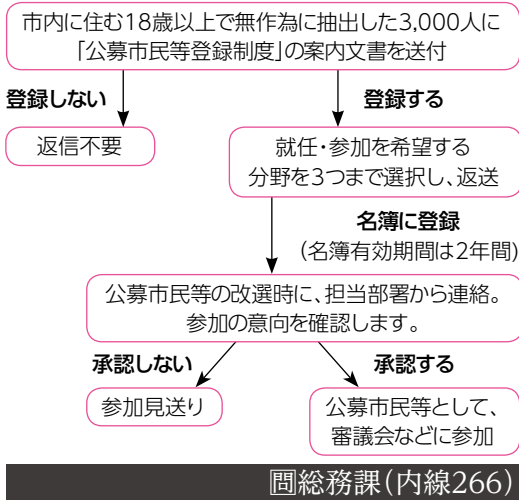 市内に住む18歳以上で無作為に抽出した3,000人に
「公募市民等登録制度」の案内文書を送付
登録しない
登録する
返信不要
就任・参加を希望する
分野を3つまで選択し、返送
名簿に登録
(名簿有効期間は2年間)
公募市民等の改選時に、担当部署から連絡。
参加の意向を確認します。
承認しない
承認する
参加見送り
公募市民等として、
審議会などに参加
問総務課(内線266)